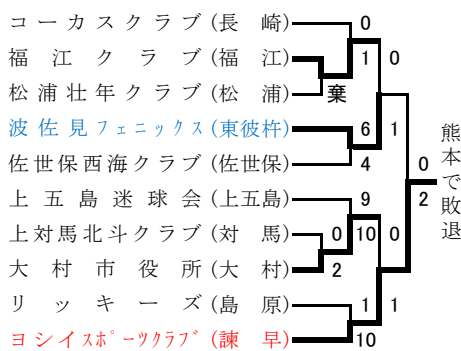 コーカスクラブ(長　崎) 0
福江クラブ(福江) 1 0
松浦壮年クラブ(松　浦) 棄
波佐見フェニックス(東彼杵) 6 1
佐世保西海クラブ(佐世保) 4 0
熊本で敗退
上五島迷球会(上五島) 9 2
上対馬北斗クラブ(対　馬) 0 10 0
大村市役所(大　村) 2
リッキーズ(島　原) 1 1
ヨシイスポーツクラブ(諫　早) 10